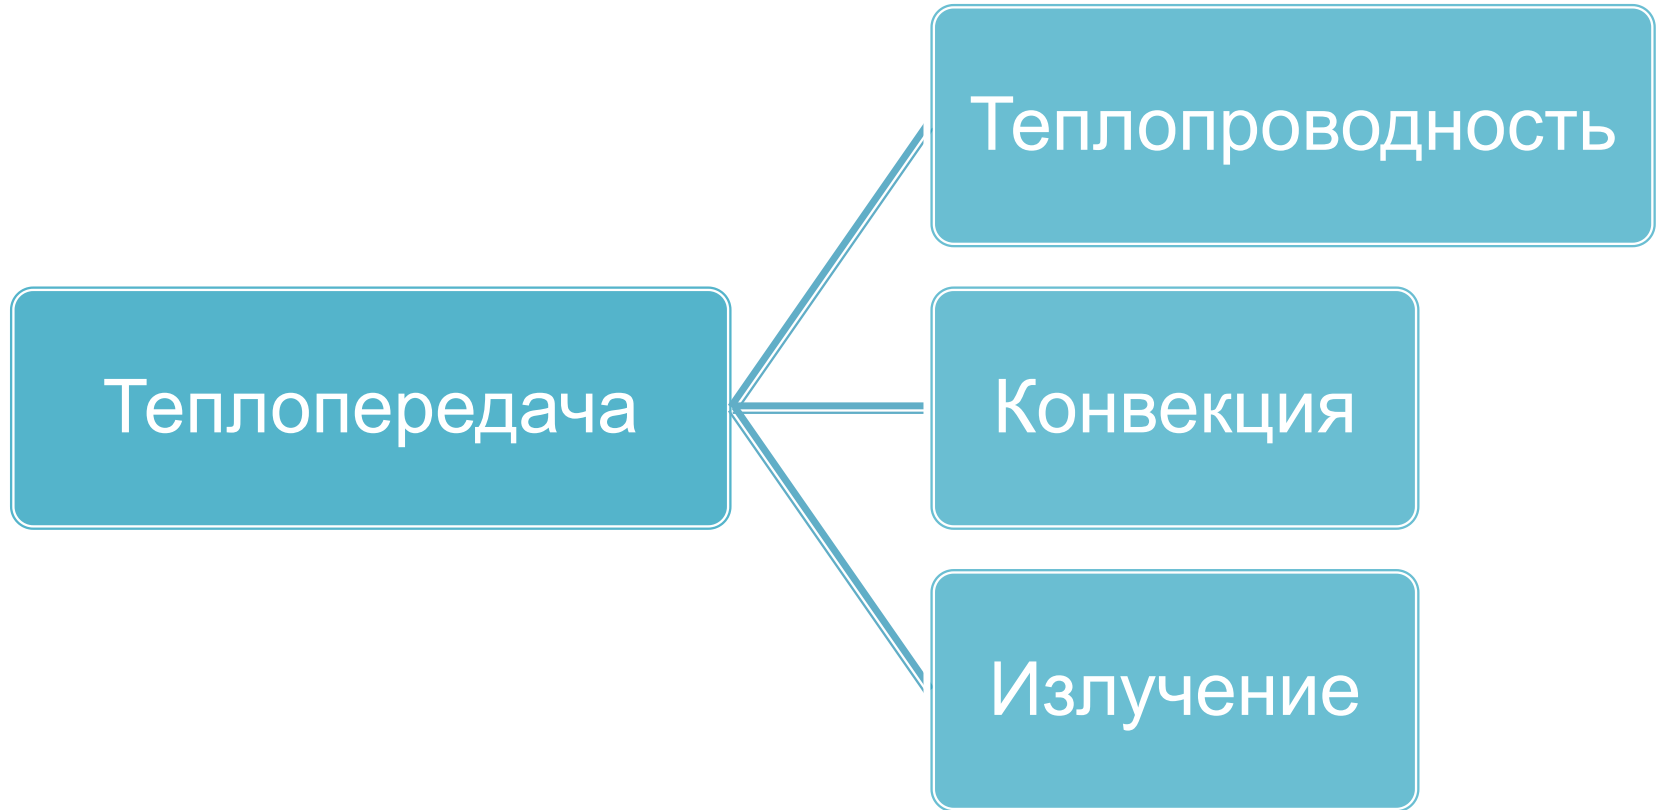 Теплопередача
Теплопроводность
Конвекция
Излучение